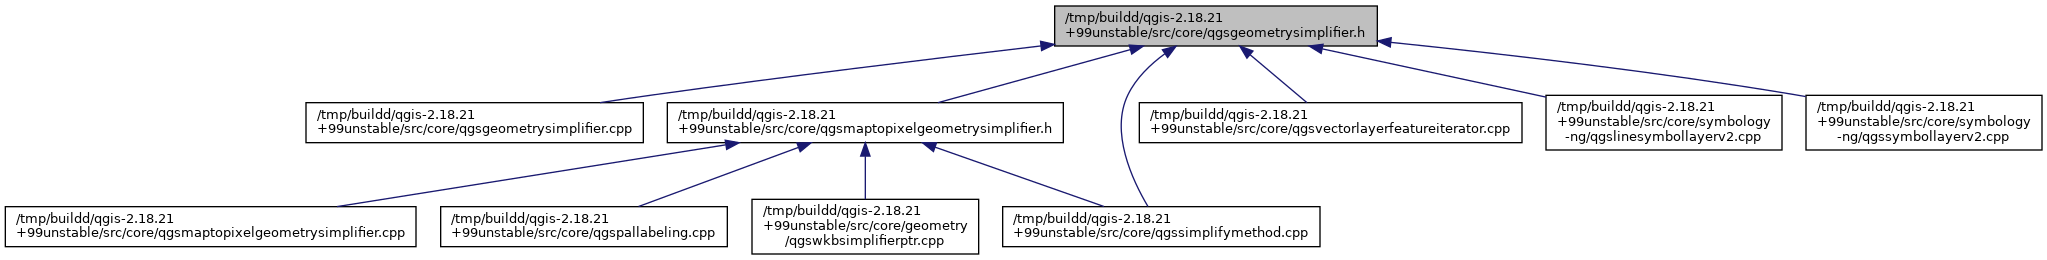 /tmp/buildd/qgis-2.18.21
+99unstable/src/core/qgsgeometrysimplifier.h
/tmp/buildd/qgis-2.18.21
+99unstable/src/core/qgsgeometrysimplifier.cpp
/tmp/buildd/qgis-2.18.21
+99unstable/src/core/qgsmaptopixelgeometrysimplifier.h
/tmp/buildd/qgis-2.18.21
+99unstable/src/core/qgsvectorlayerfeatureiterator.cpp
/tmp/buildd/qgis-2.18.21
+99unstable/src/core/symbology
-ng/qgslinesymbollayerv2.cpp
/tmp/buildd/qgis-2.18.21
+99unstable/src/core/symbology
-ng/qgssymbollayerv2.cpp
/tmp/buildd/qgis-2.18.21
+99unstable/src/core/qgsmaptopixelgeometrysimplifier.cpp
/tmp/buildd/qgis-2.18.21
+99unstable/src/core/qgspallabeling.cpp
/tmp/buildd/qgis-2.18.21
+99unstable/src/core/geometry
/qgswkbsimplifierptr.cpp
/tmp/buildd/qgis-2.18.21
+99unstable/src/core/qgssimplifymethod.cpp